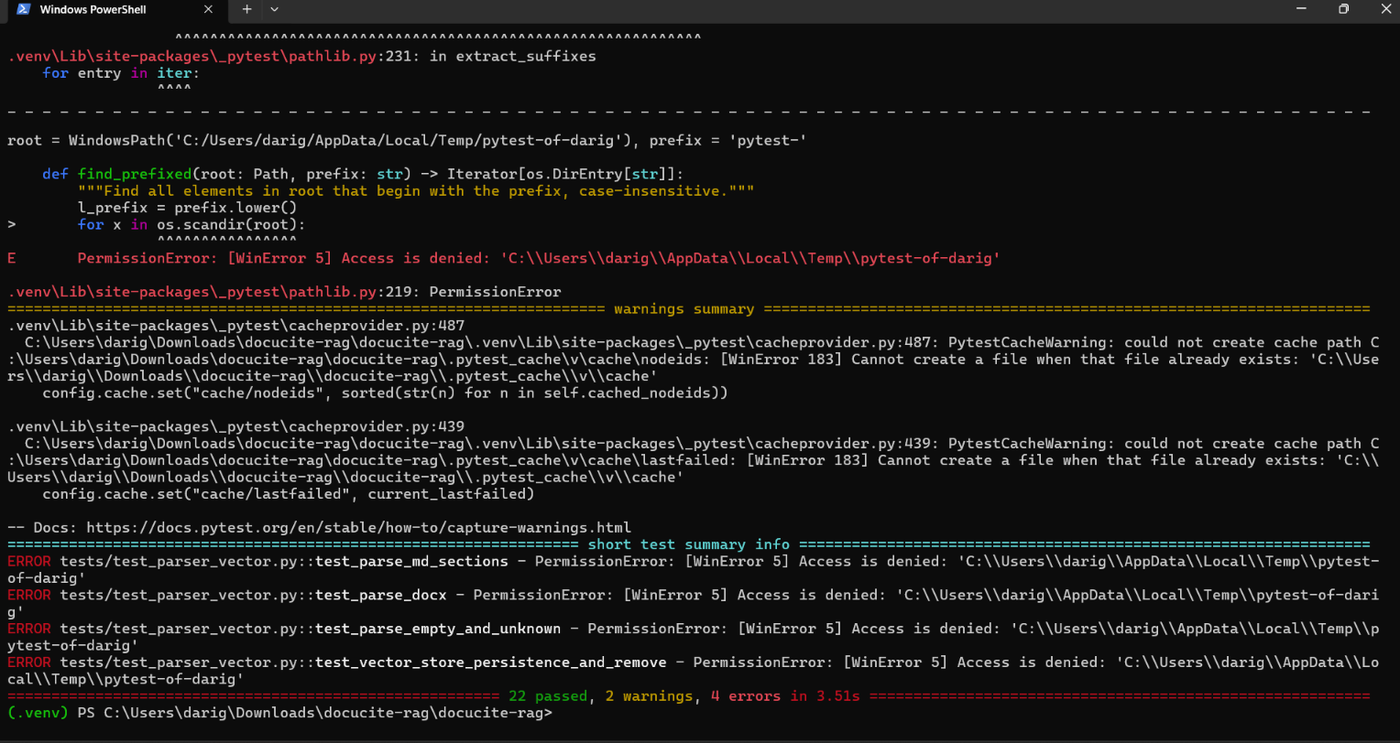 Windows PowerShell
^^^^^^^^^^^^^^^^^^^^^^^^^^^^^^^^^^^^^^^^^^^^^^^^^^^^^^^^^^^^
.venv\Lib\site-packages\_pytest\pathlib.py:231: in extract_suffixes
    for entry in iter:
                 ^^^^
_ _ _ _ _ _ _ _ _ _ _ _ _ _ _ _ _ _ _ _ _ _ _ _ _ _ _ _ _ _ _ _ _ _ _ _ _ _ _ _ _ _ _ _ _ _ _ _ _ _ _ _ _ _ _ _ _ _ _ _ _ _ _ _ _ _ _ _ _ _ _ _ _ _ _ _ _ _
root = WindowsPath('C:/Users/darig/AppData/Local/Temp/pytest-of-darig'), prefix = 'pytest-'
    def find_prefixed(root: Path, prefix: str) -> Iterator[os.DirEntry[str]]:
        """Find all elements in root that begin with the prefix, case-insensitive."""
        l_prefix = prefix.lower()
>       for x in os.scandir(root):
                 ^^^^^^^^^^^^^^^^
E       PermissionError: [WinError 5] Access is denied: 'C:\\Users\\darig\\AppData\\Local\\Temp\\pytest-of-darig'
.venv\Lib\site-packages\_pytest\pathlib.py:219: PermissionError
==================================================================== warnings summary =====================================================================
.venv\Lib\site-packages\_pytest\cacheprovider.py:487
  C:\Users\darig\Downloads\docucite-rag\docucite-rag\.venv\Lib\site-packages\_pytest\cacheprovider.py:487: PytestCacheWarning: could not create cache path C
:\Users\darig\Downloads\docucite-rag\docucite-rag\.pytest_cache\v\cache\nodeids: [WinError 183] Cannot create a file when that file already exists: 'C:\\Use
rs\\darig\\Downloads\\docucite-rag\\docucite-rag\\.pytest_cache\\v\\cache'
    config.cache.set("cache/nodeids", sorted(str(n) for n in self.cached_nodeids))
.venv\Lib\site-packages\_pytest\cacheprovider.py:439
  C:\Users\darig\Downloads\docucite-rag\docucite-rag\.venv\Lib\site-packages\_pytest\cacheprovider.py:439: PytestCacheWarning: could not create cache path C
:\Users\darig\Downloads\docucite-rag\docucite-rag\.pytest_cache\v\cache\lastfailed: [WinError 183] Cannot create a file when that file already exists: 'C:\\
Users\\darig\\Downloads\\docucite-rag\\docucite-rag\\.pytest_cache\\v\\cache'
    config.cache.set("cache/lastfailed", current_lastfailed)
-- Docs: https://docs.pytest.org/en/stable/how-to/capture-warnings.html
================================================================= short test summary info =================================================================
ERROR tests/test_parser_vector.py::test_parse_md_sections - PermissionError: [WinError 5] Access is denied: 'C:\\Users\\darig\\AppData\\Local\\Temp\\pytest-
of-darig'
ERROR tests/test_parser_vector.py::test_parse_docx - PermissionError: [WinError 5] Access is denied: 'C:\\Users\\darig\\AppData\\Local\\Temp\\pytest-of-dari
g'
ERROR tests/test_parser_vector.py::test_parse_empty_and_unknown - PermissionError: [WinError 5] Access is denied: 'C:\\Users\\darig\\AppData\\Local\\Temp\\p
ytest-of-darig'
ERROR tests/test_parser_vector.py::test_vector_store_persistence_and_remove - PermissionError: [WinError 5] Access is denied: 'C:\\Users\\darig\\AppData\\Lo
cal\\Temp\\pytest-of-darig'
======================================================== 22 passed, 2 warnings, 4 errors in 3.51s =========================================================
(.venv) PS C:\Users\darig\Downloads\docucite-rag\docucite-rag>